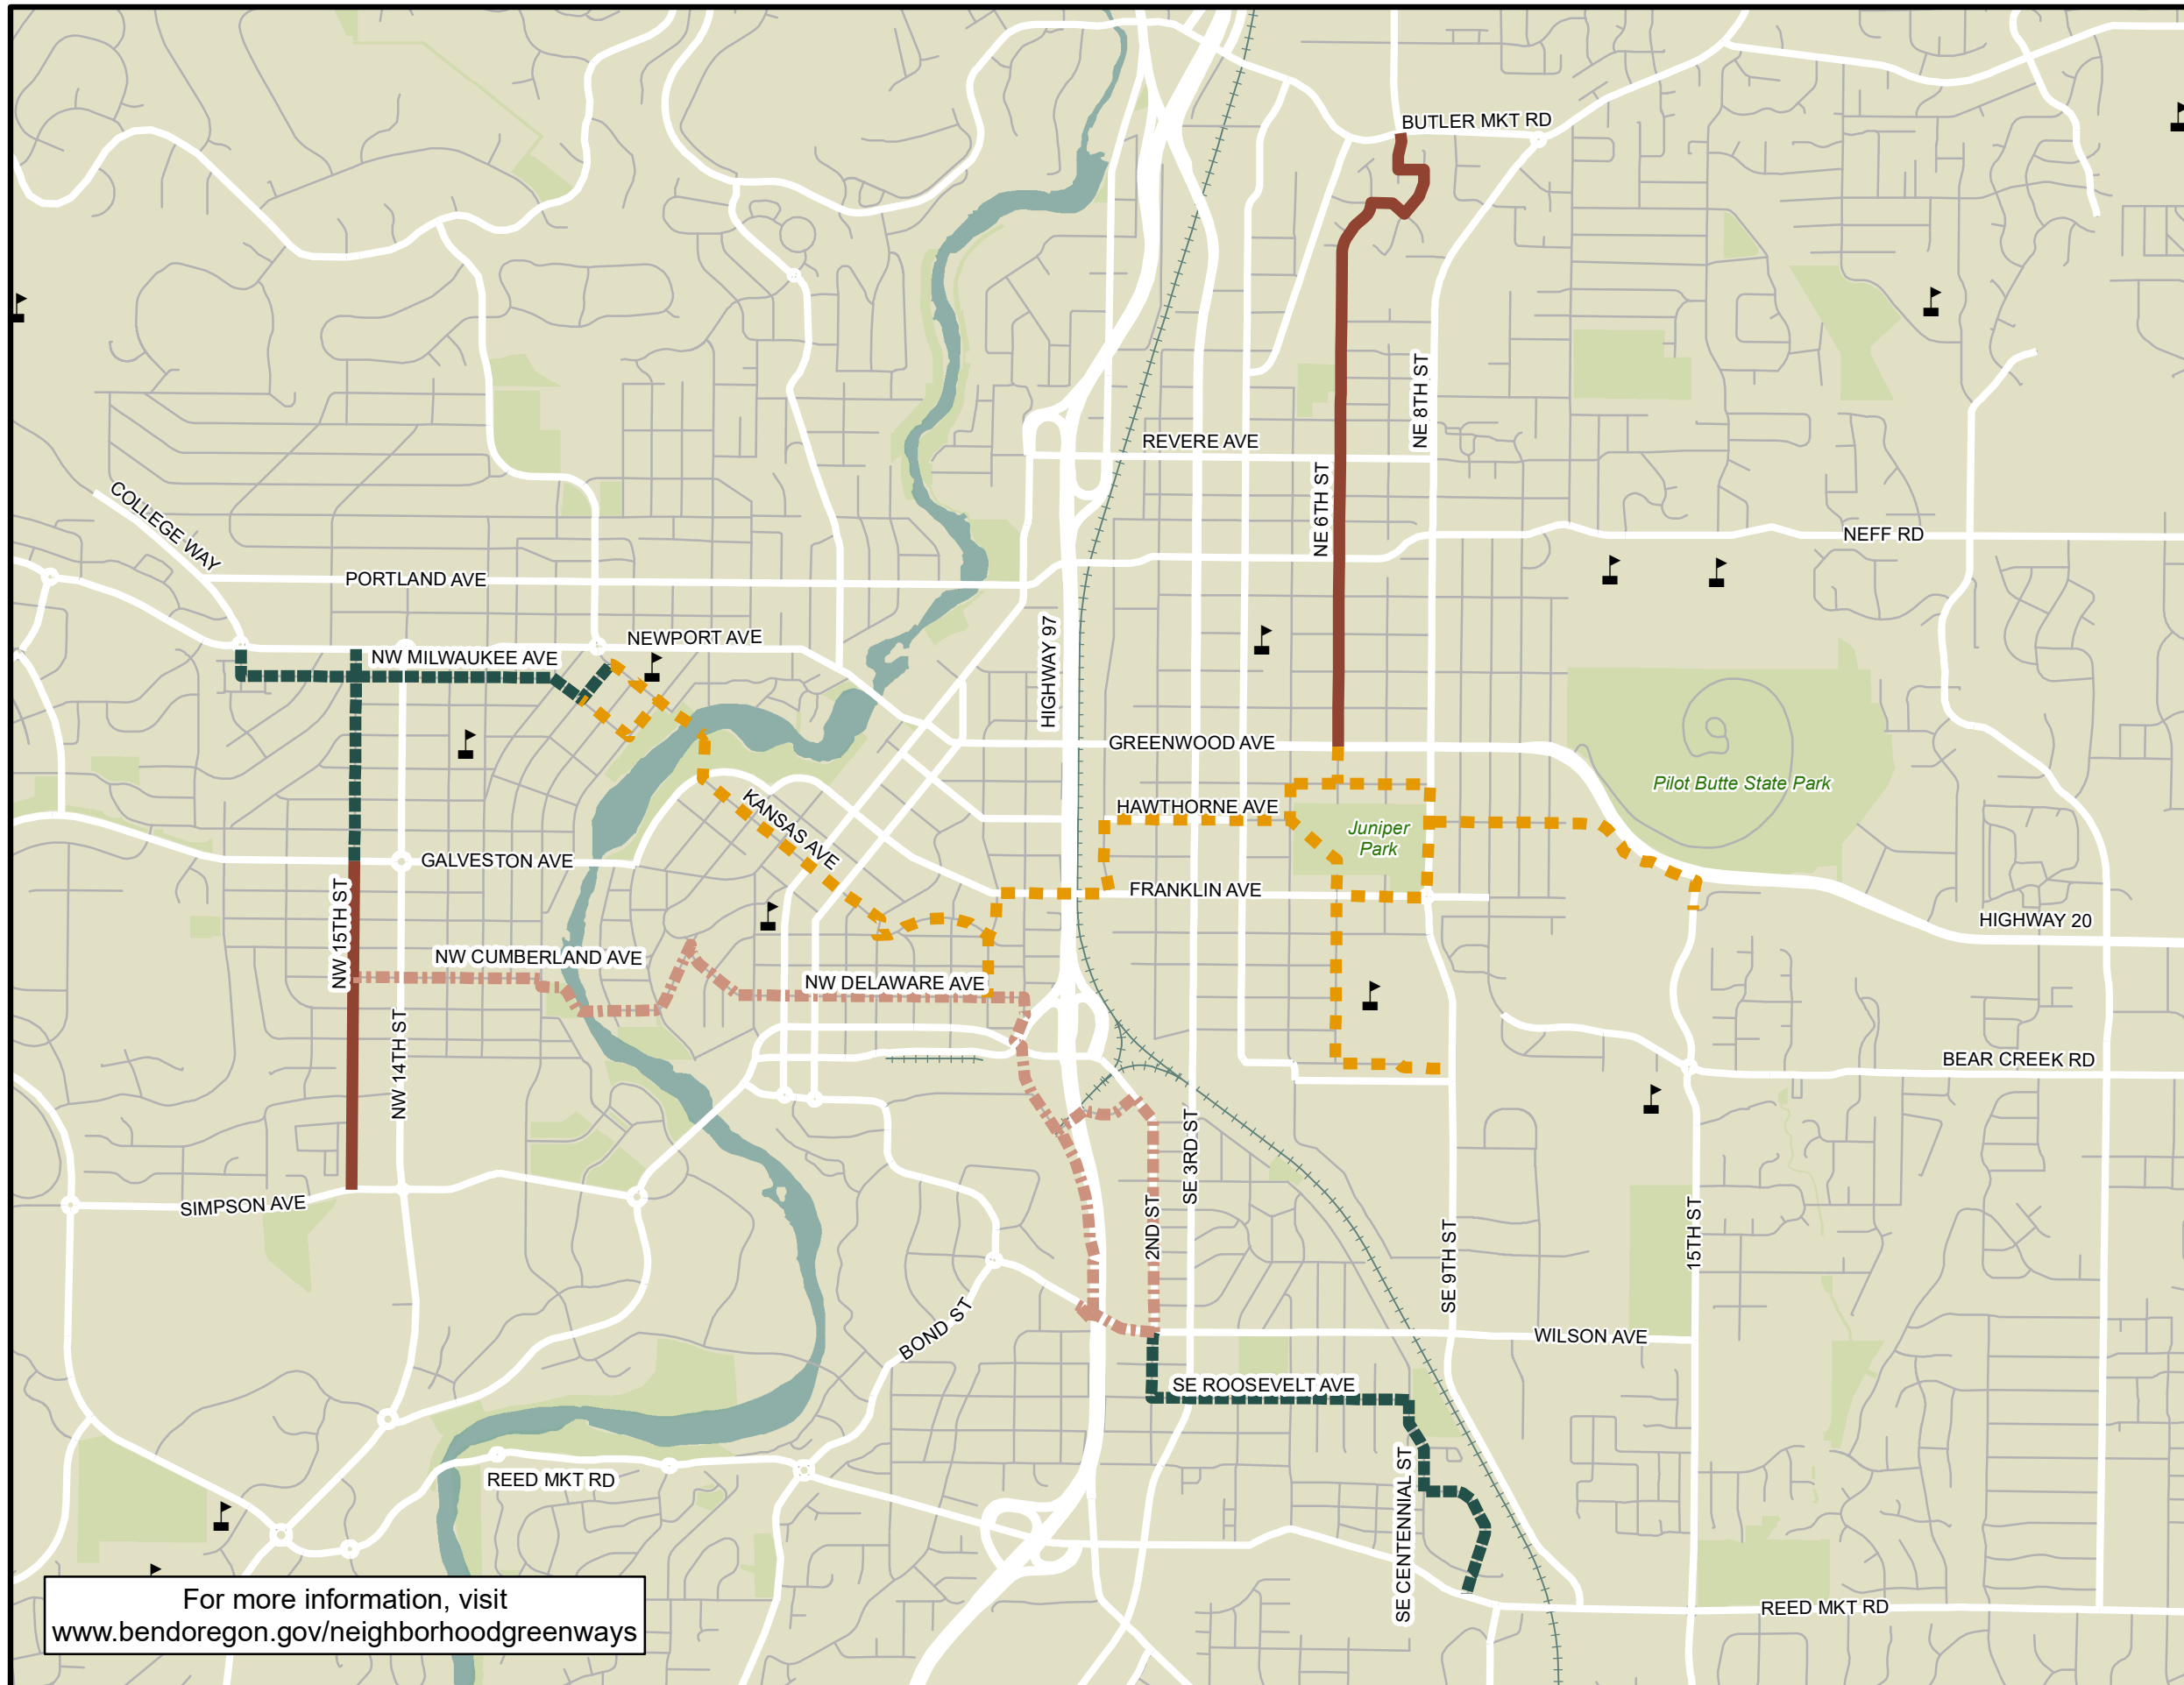 BUTLER MKT RD
NE 8TH ST
REVERE AVE
NE 6TH ST
COLLEGE WAY
NEFF RD
PORTLAND AVE
NEWPORT AVE
NW MILWAUKEE AVE
HIGHWAY 97
GREENWOOD AVE
Pilot Butte State Park
KANSAS AVE
HAWTHORNE AVE
Juniper
Park
GALVESTON AVE
FRANKLIN AVE
NW 15TH ST
HIGHWAY 20
NW CUMBERLAND AVE
NW DELAWARE AVE
NW 14TH ST
BEAR CREEK RD
SE 3RD ST
SIMPSON AVE
2ND ST
15TH ST
SE 9TH ST
BOND ST
WILSON AVE
SE ROOSEVELT AVE
REED MKT RD
SE CENTENNIAL ST
REED MKT RD
For more information, visit
www.bendoregon.gov/neighborhoodgreenways